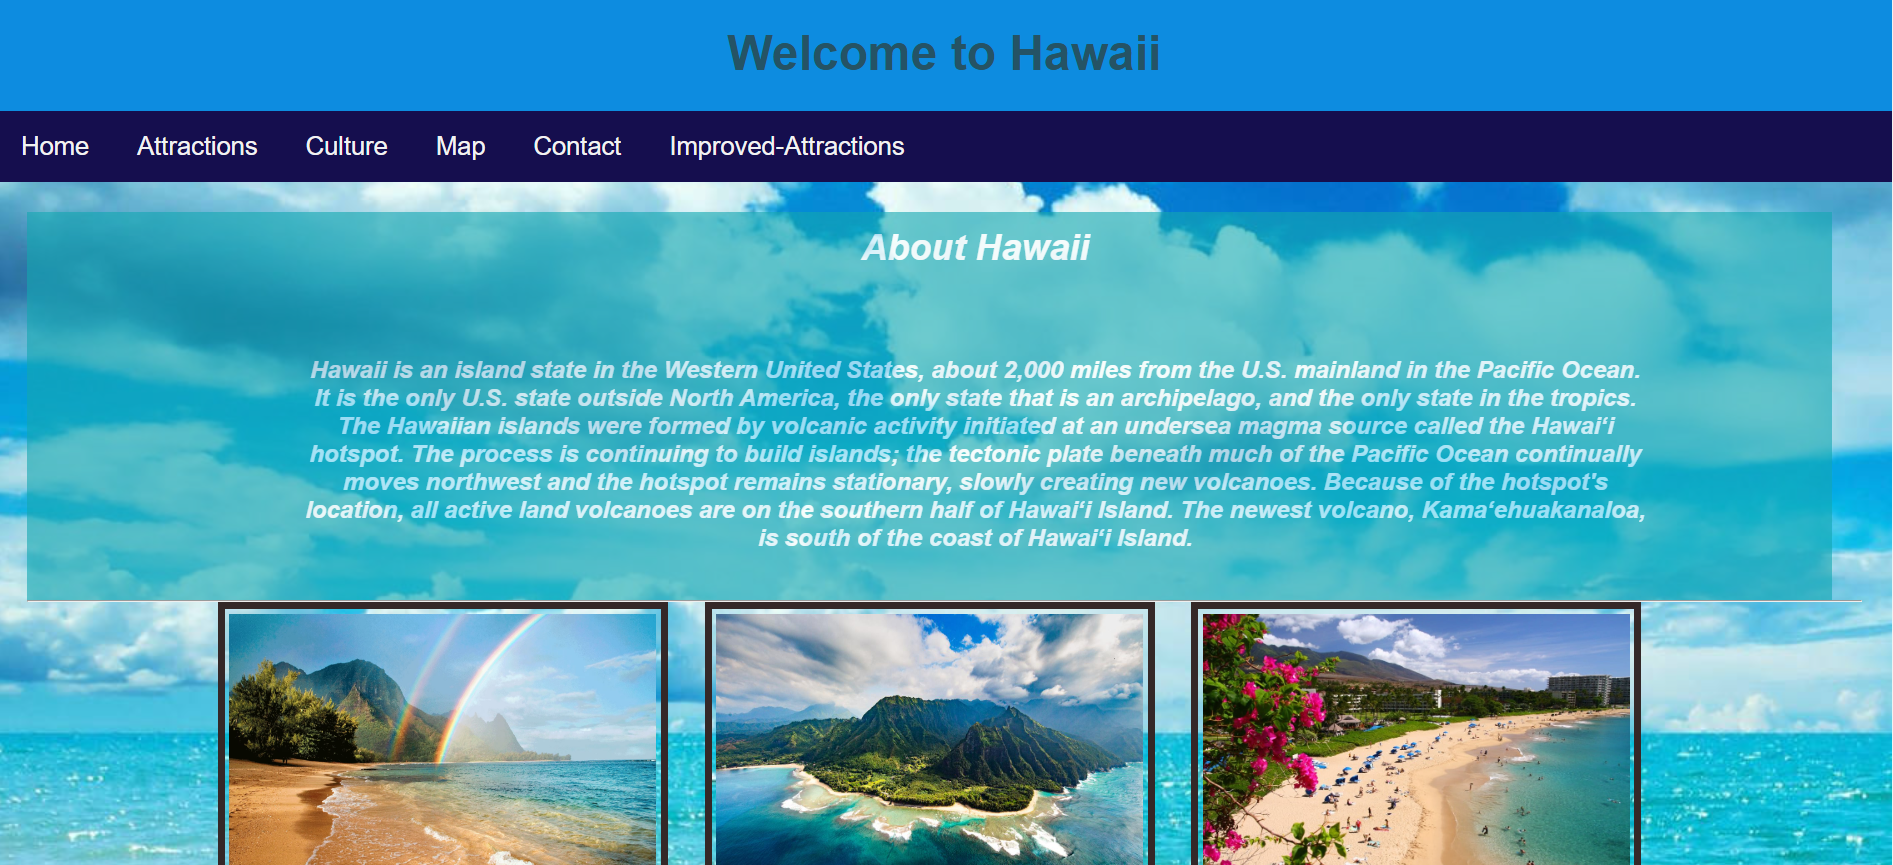 Welcome to Hawaii
Home Attractions Culture Map Contact Improved-Attractions
About Hawaii
Hawaii is an island state in the Western United States, about 2,000 miles from the U.S. mainland in the Pacific Ocean.
It is the only U.S. state outside North America, the only state that is an archipelago, and the only state in the tropics.
The Hawaiian islands were formed by volcanic activity initiated at an undersea magma source called the Hawaiʻi
hotspot. The process is continuing to build islands; the tectonic plate beneath much of the Pacific Ocean continually
moves northwest and the hotspot remains stationary, slowly creating new volcanoes. Because of the hotspot's
location, all active land volcanoes are on the southern half of Hawaiʻi Island. The newest volcano, Kamaʻehuakanaloa,
is south of the coast of Hawaiʻi Island.